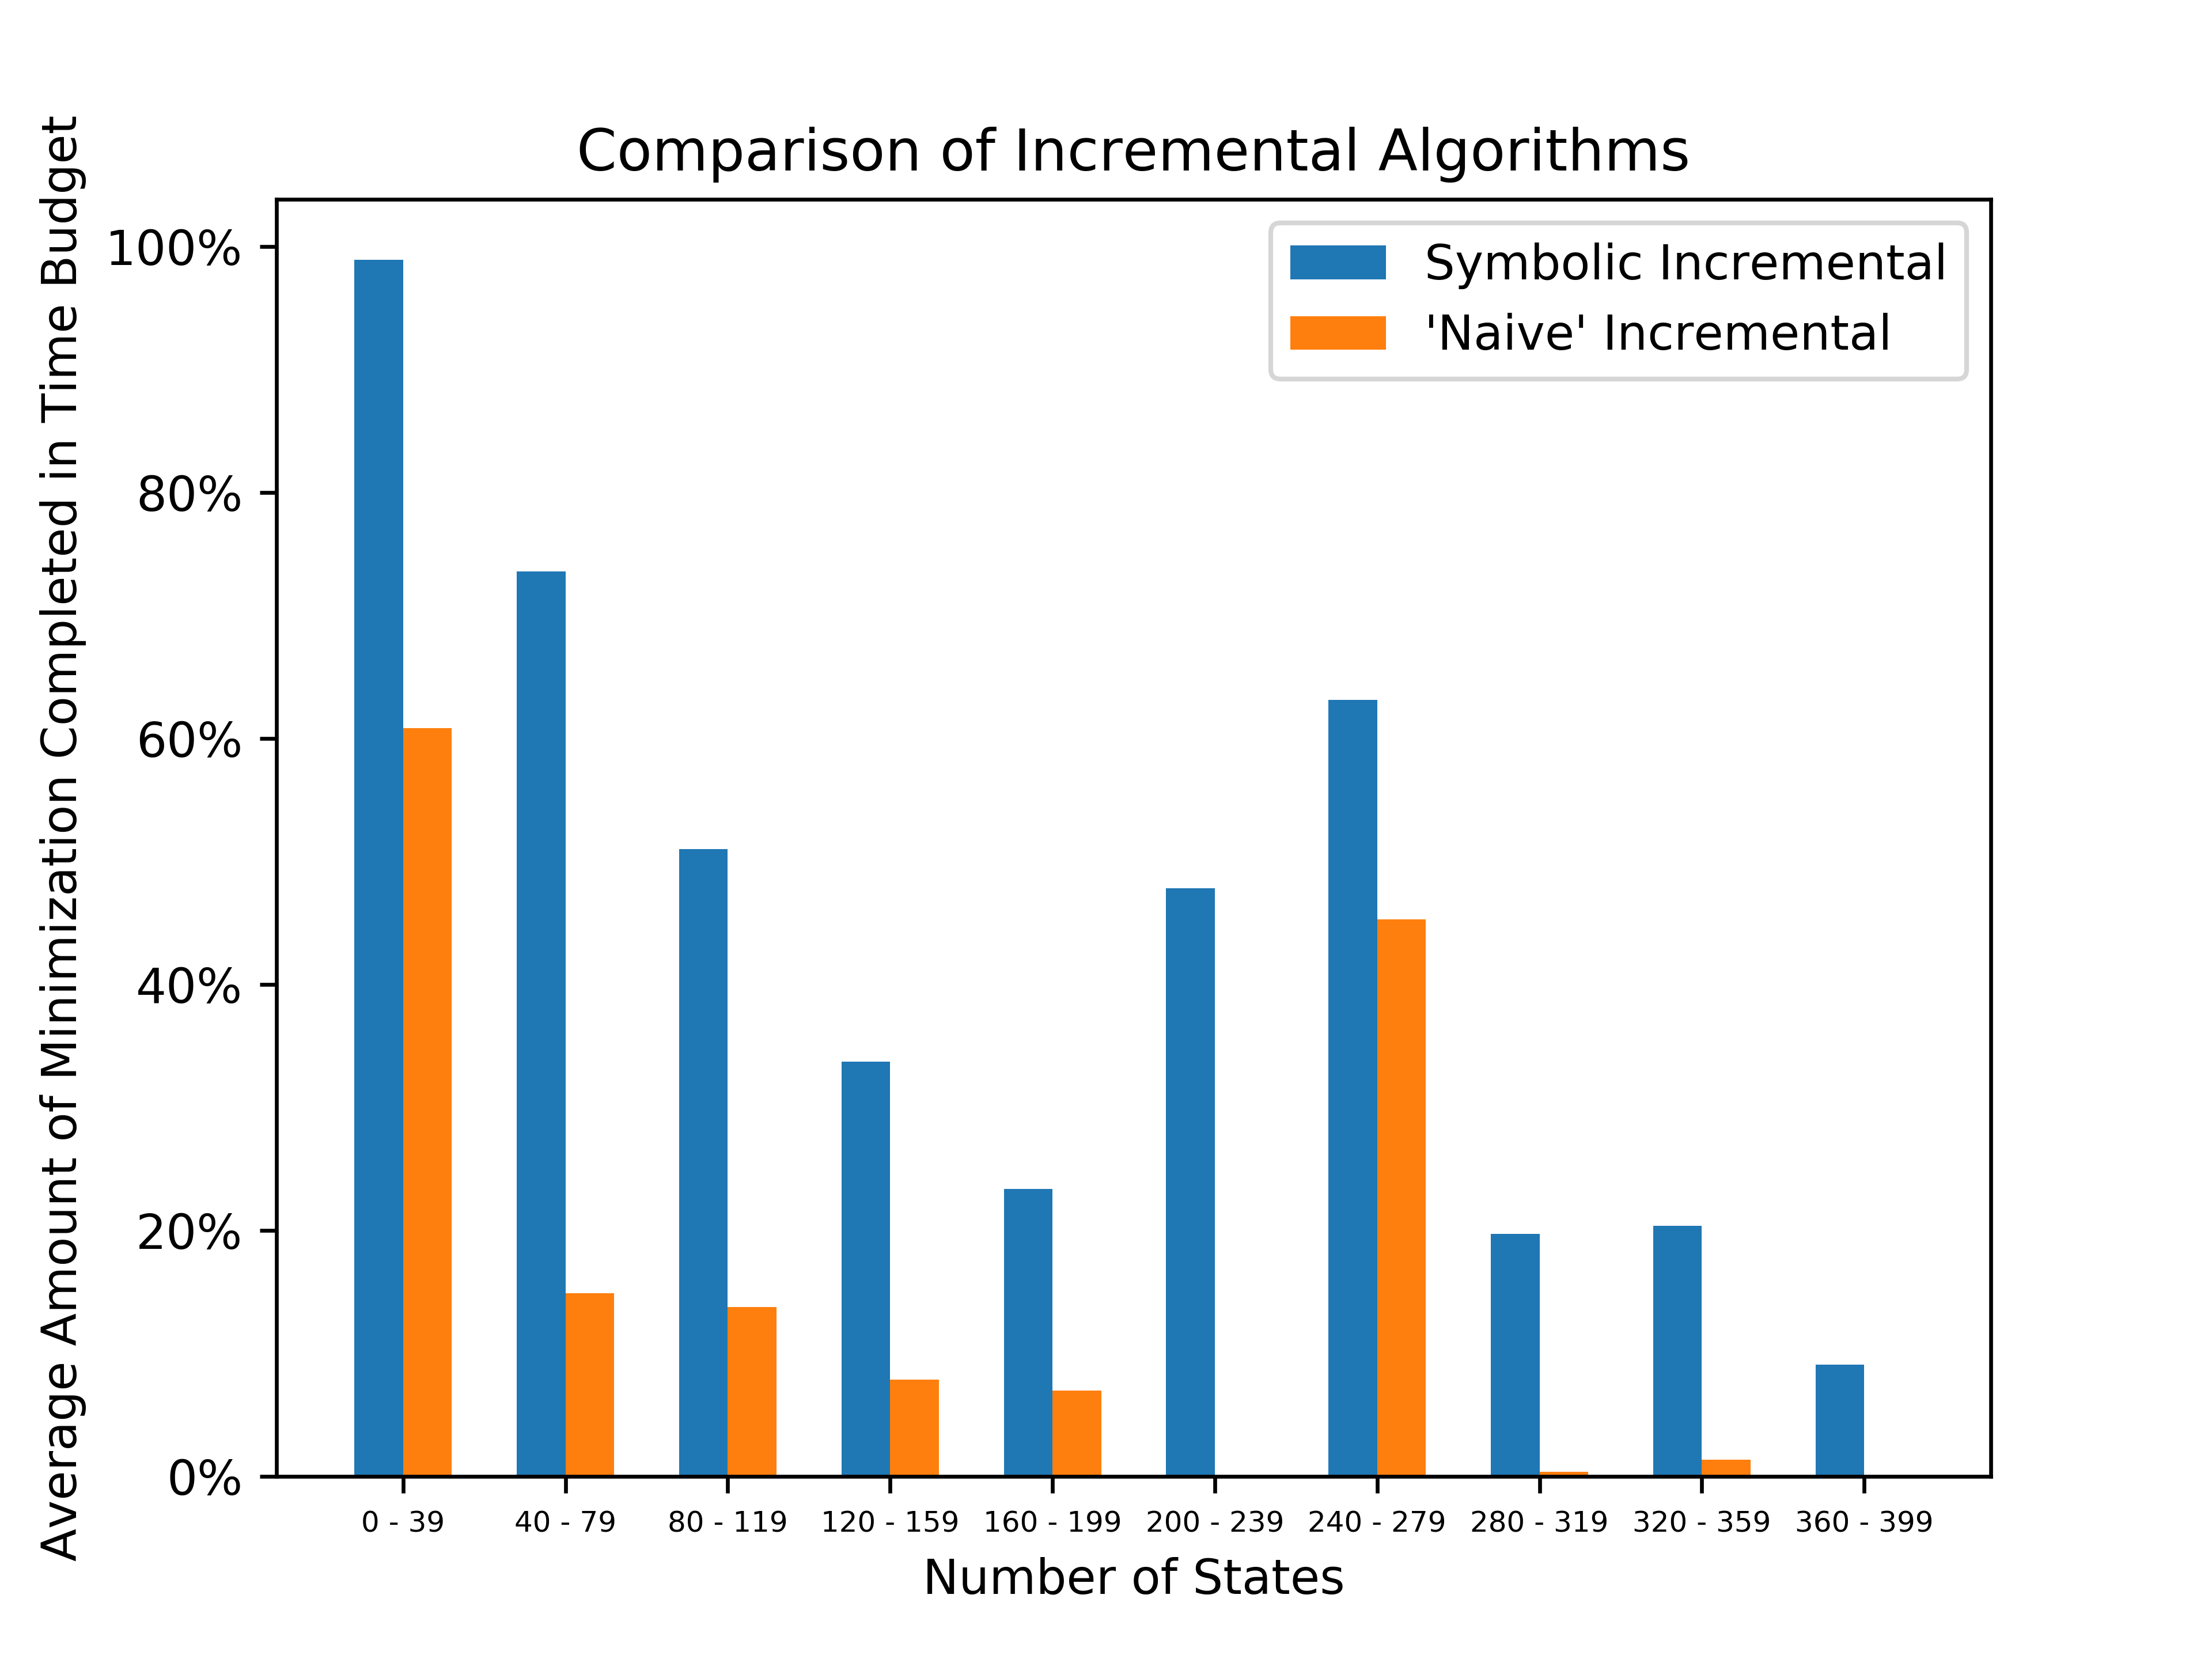 Comparison of Incremental Algorithms
Average Amount of Minimization Completed in Time Budget
100%
80%
60%
40%
20%
0%
Symbolic Incremental
'Naive' Incremental
0 - 39
40 - 79
80 - 119
120 - 159
160 - 199
200 - 239
240 - 279
280 - 319
320 - 359
360 - 399
Number of States